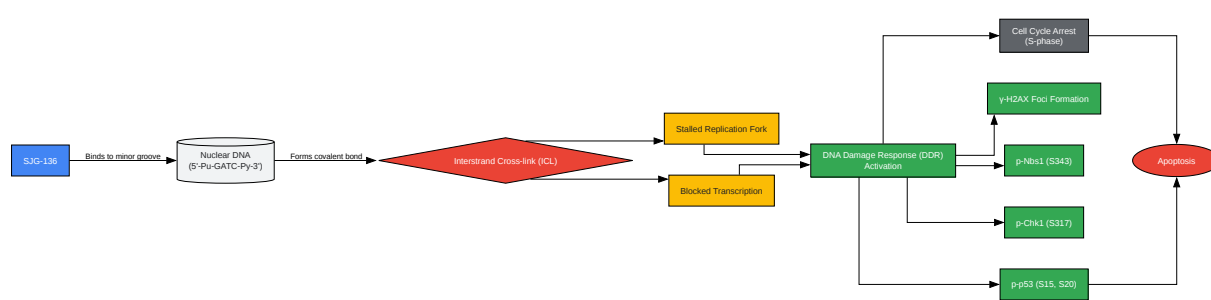 SJG-136
Binds to minor groove
Nuclear DNA
(5'-Pu-GATC-Py-3')
Forms covalent bond
Interstrand Cross-link (ICL)
Stalled Replication Fork
Blocked Transcription
DNA Damage Response (DDR)
Activation
Cell Cycle Arrest
(S-phase)
γ-H2AX Foci Formation
p-Nbs1 (S343)
p-Chk1 (S317)
p-p53 (S15, S20)
Apoptosis